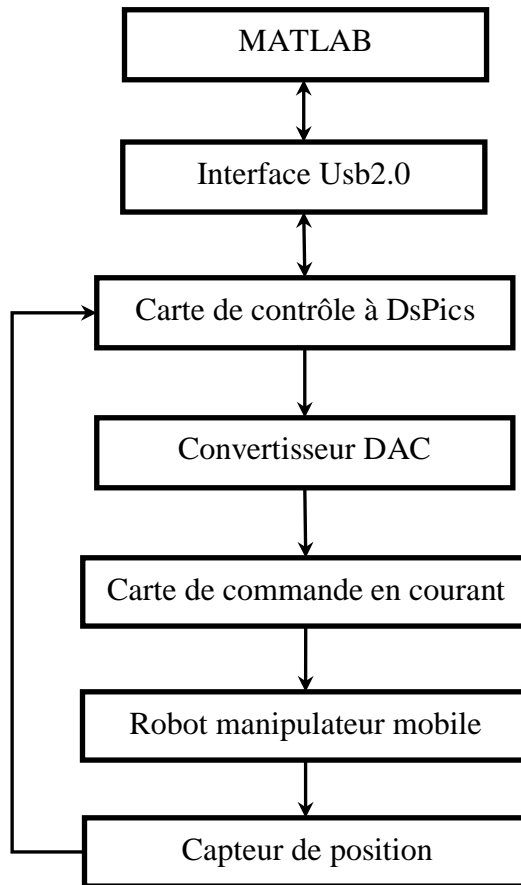 MATLAB
Interface Usb2.0
Carte de contrôle à DsPics
Convertisseur DAC
Carte de commande en courant
Robot manipulateur mobile
Capteur de position